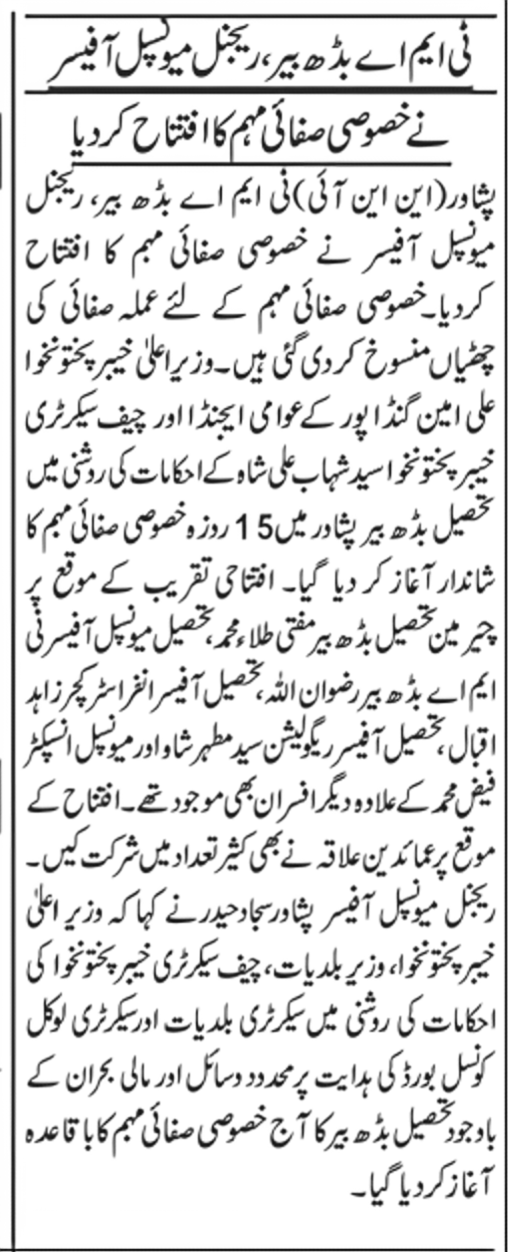 ٹی ایم اے بڈھ بیر، ریجنل میونسپل آفیسر
نے خصوصی صفائی مہم کا افتتاح کر دیا
پشاور(این این آئی)ٹی ایم اے بڈھ بیر، ریجنل
میونسپل آفیسر نے خصوصی صفائی مہم کا افتتاح
کردیا۔خصوصی صفائی مہم کے لئے عملہ صفائی کی
چھٹیاں منسوخ کر دی گئی ہیں۔وزیراعلیٰ خیبر پختونخوا
علی امین گنڈا پور کے عوامی ایجنڈا اور چیف سیکرٹری
خیبر پختونخوا سید شہاب علی شاہ کے احکامات کی روشنی میں
تحصیل بڈھ بیر پشاور میں15 روزہ خصوصی صفائی مہم کا
شاندار آغاز کر دیا گیا۔ افتتاحی تقریب کے موقع پر
چیرمین تحصیل بڈھ بیر مفتی طلاء محمد، تحصیل میونسپل آفیسر ٹی
ایم اے بڈھ بیر رضوان اللہ، تحصیل آفیسر انفراسٹرکچر زاہد
اقبال، تحصیل آفیسر ریگولیشن سید مظہر شاہ اور میونسپل انسپکٹر
فیض محمد کے علاوہ دیگر افسران بھی موجود تھے۔افتتاح کے
موقع پر عمائدین علاقہ نے بھی کثیر تعداد میں شرکت کیں۔
ریجنل میونسپل آفیسر پشاور سجاد حیدر نے کہا کہ وزیر اعلیٰ
خیبر پختونخوا، وزیر بلدیات، چیف سیکرٹری خیبر پختونخوا کی
احکامات کی روشنی میں سیکرٹری بلدیات اور سیکرٹری لوکل
کونسل بورڈ کی ہدایت پر محدود وسائل اور مالی بحران کے
باوجود تحصیل بڈھ بیر کا آج خصوصی صفائی مہم کا باقاعدہ
آغاز کر دیا گیا۔